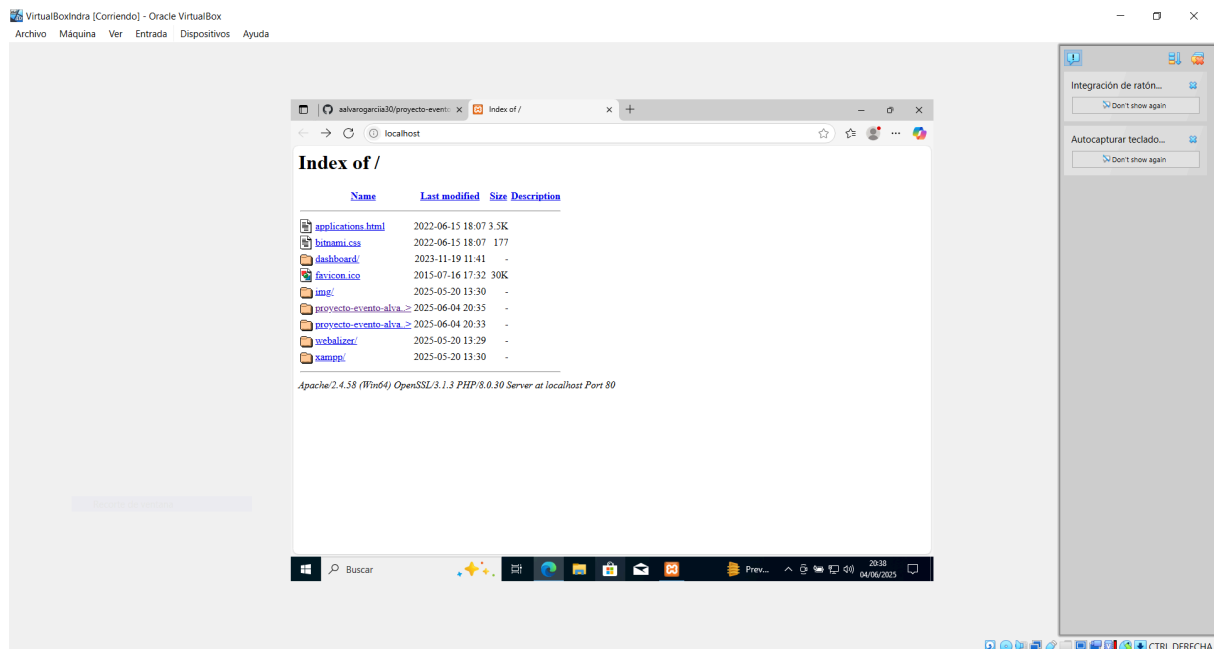 VirtualBoxIndra [Corriendo] - Oracle VirtualBox
Archivo Máquina Ver Entrada Dispositivos Ayuda
Integración de ratón...
Don't show again
Autocapturar teclado...
Don't show again
aalvarogarciia30/proyecto-evento
Index of /
localhost
Index of /
Name Last modified Size Description
applications.html 2022-06-15 18:07 3.5K
bitnami.css 2022-06-15 18:07 177
dashboard/ 2023-11-19 11:41 -
favicon.ico 2015-07-16 17:32 30K
img/ 2025-05-20 13:30 -
proyecto-evento-alva..> 2025-06-04 20:35 -
proyecto-evento-alva..> 2025-06-04 20:33 -
webalizer/ 2025-05-20 13:29 -
xampp/ 2025-05-20 13:30 -
Apache/2.4.58 (Win64) OpenSSL/3.1.3 PHP/8.0.30 Server at localhost Port 80
Buscar
Prev...
20:38
04/06/2025
CTRL DERECHA